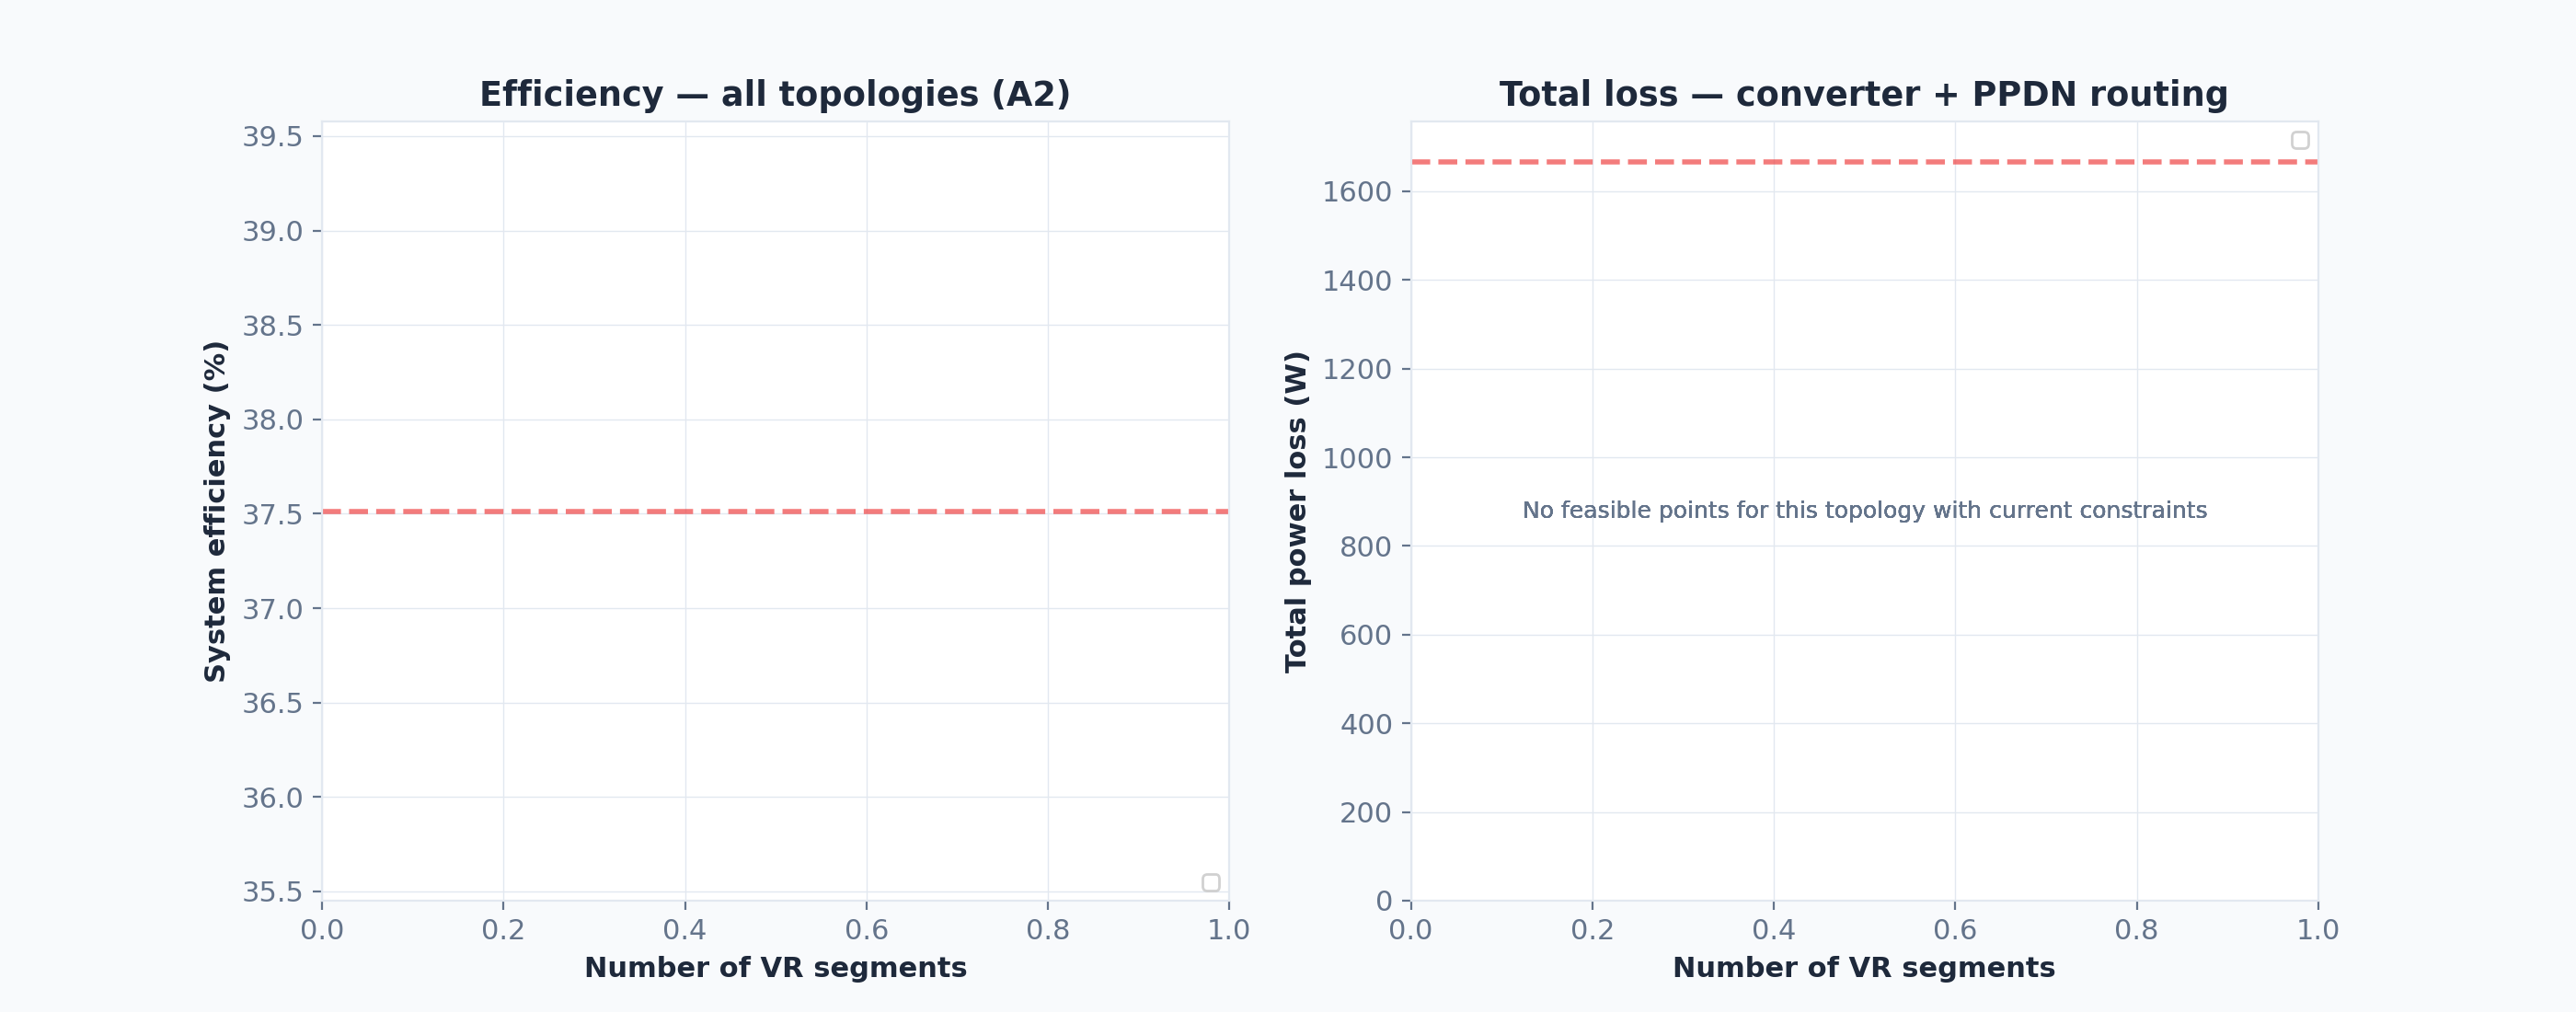 Efficiency — all topologies (A2)
System efficiency (%)
39.5
39.0
38.5
38.0
37.5
37.0
36.5
36.0
35.5
0.0 0.2 0.4 0.6 0.8 1.0
Number of VR segments
Total loss — converter + PPDN routing
Total power loss (W)
1600
1400
1200
1000
No feasible points for this topology with current constraints
800
600
400
200
0
0.0 0.2 0.4 0.6 0.8 1.0
Number of VR segments